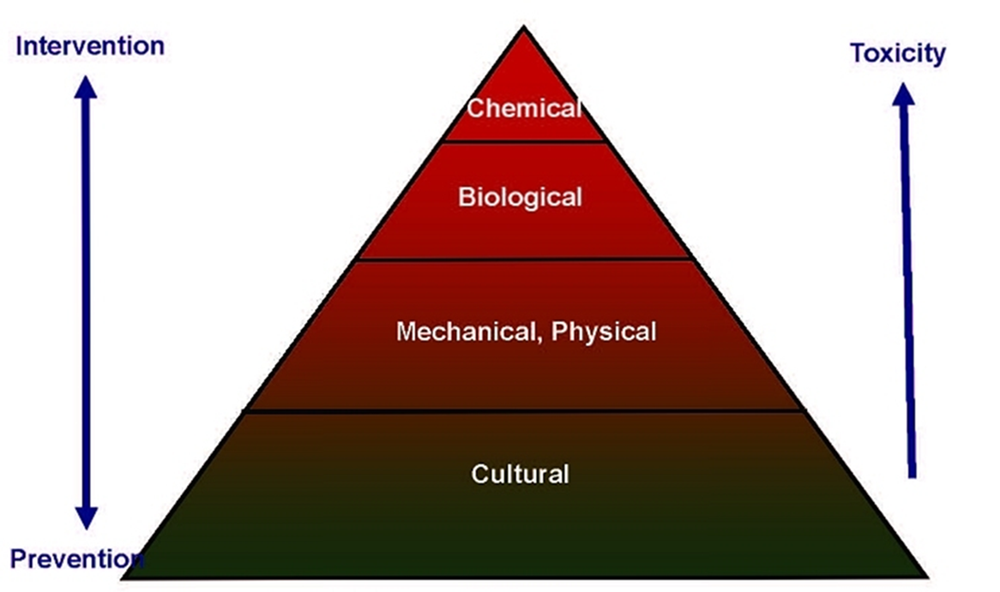 Intervention
Toxicity
Chemical
Biological
Mechanical, Physical
Cultural
Prevention